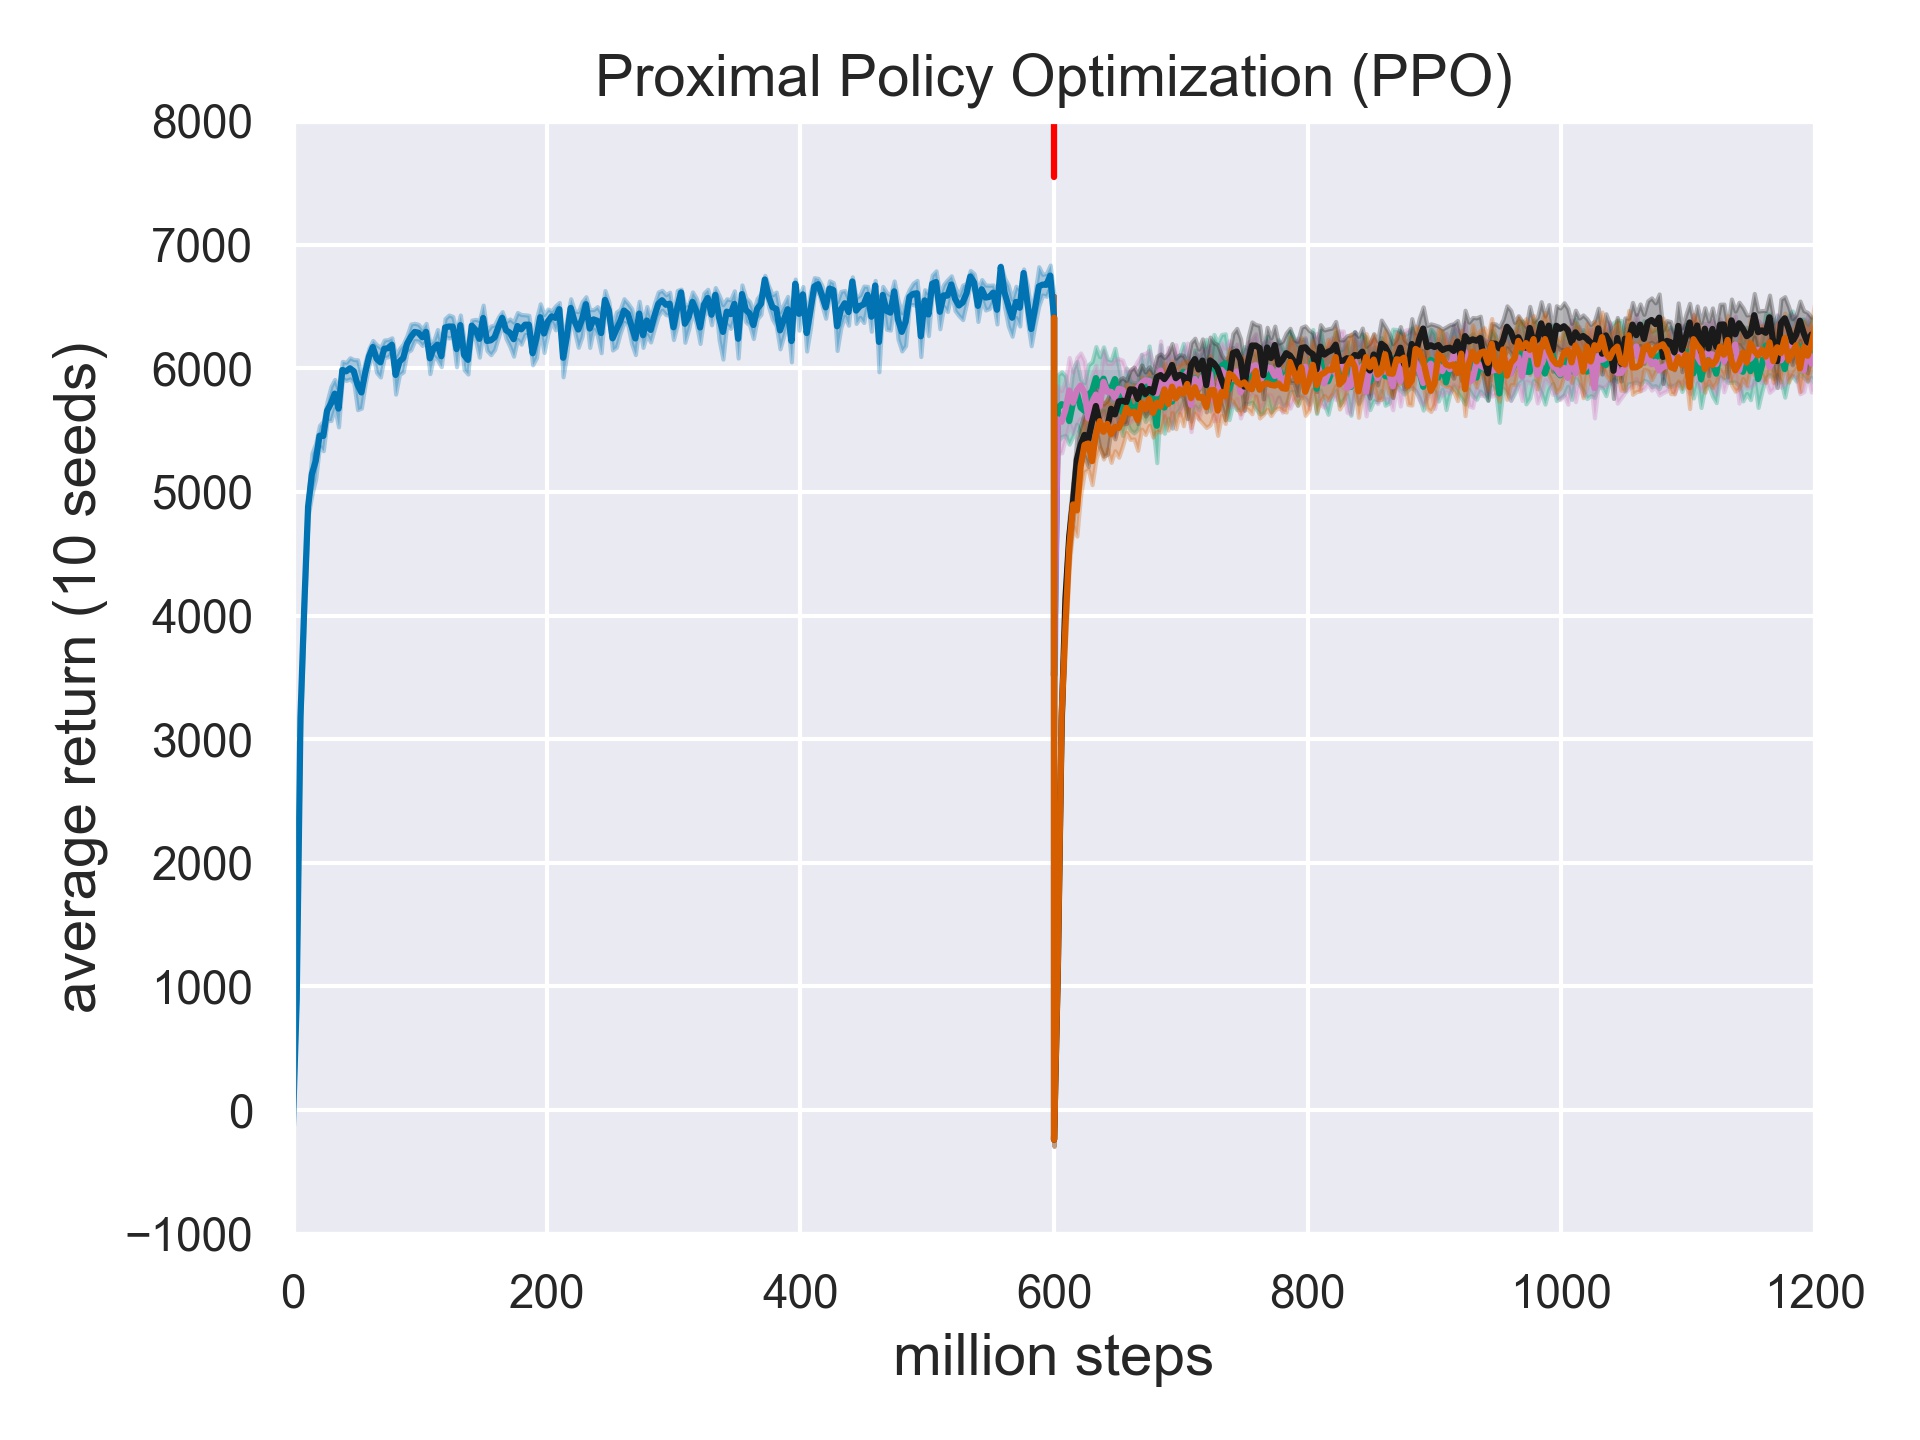 Proximal Policy Optimization (PPO)
average return (10 seeds)
8000
7000
6000
5000
4000
3000
2000
1000
0
−1000
0 200 400 600 800 1000 1200
million steps